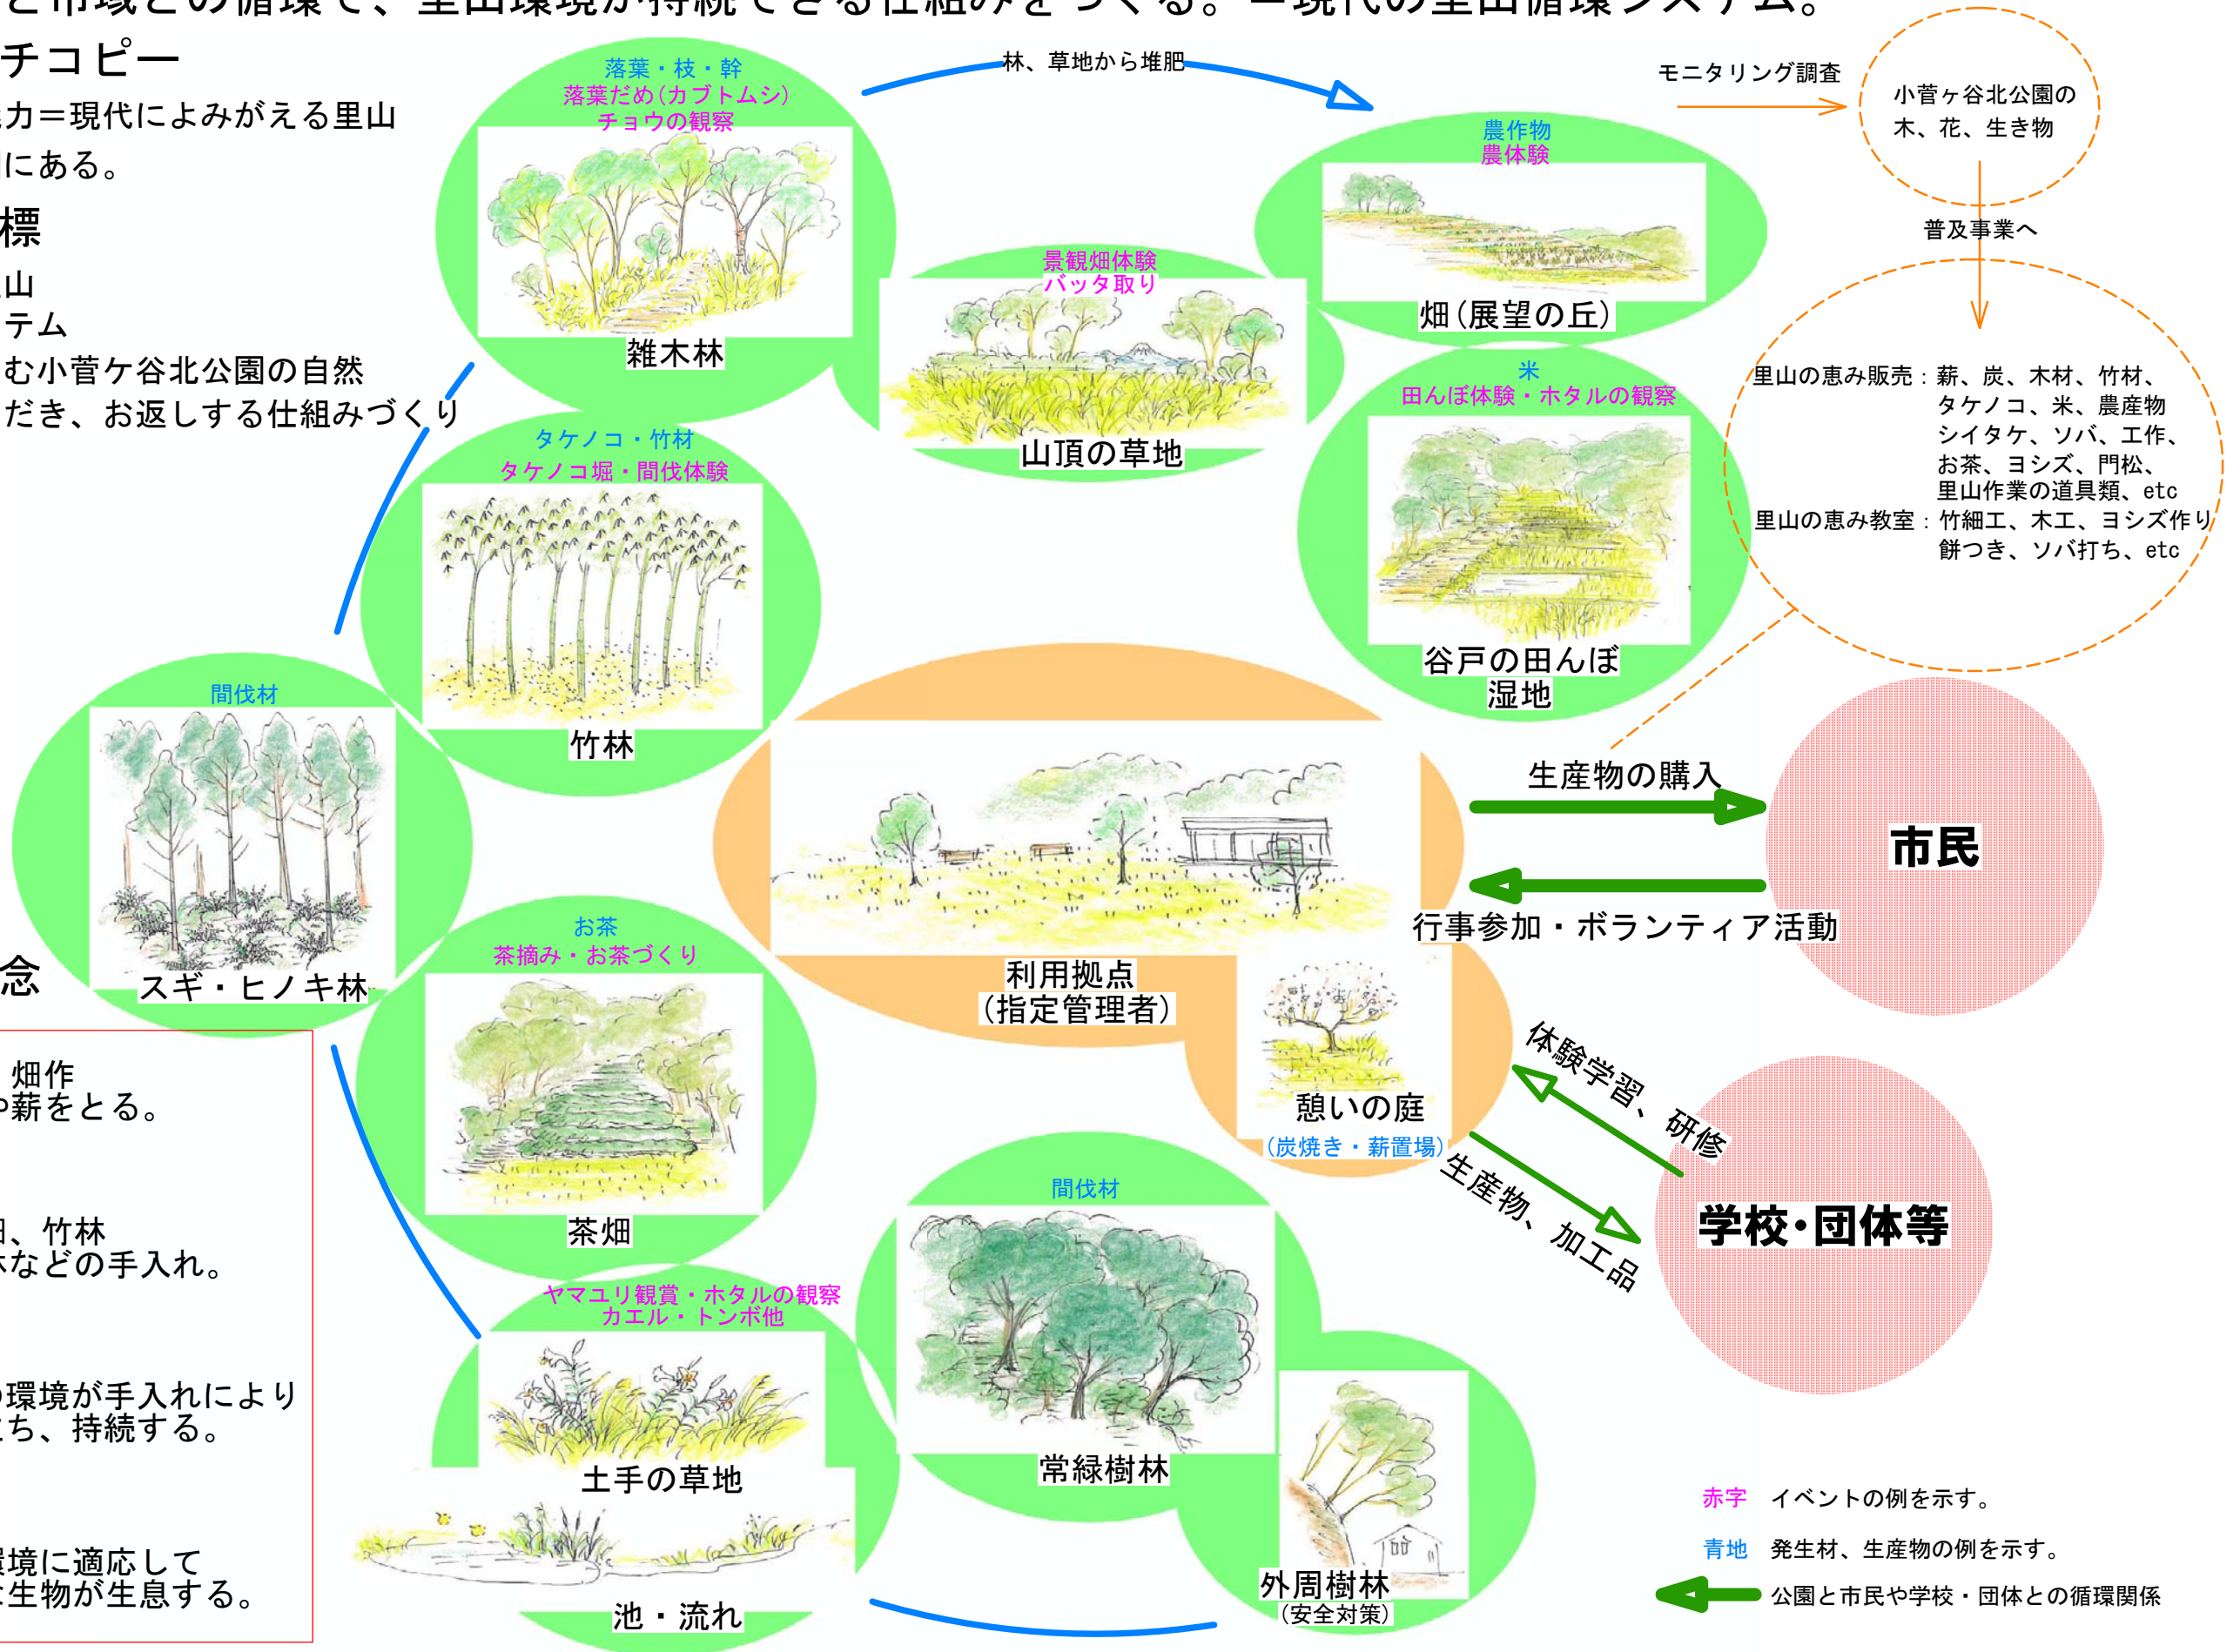 と市域との循環で、里山環境が持続できる仕組みをつくる。＝現代の里山循環システム。
チコピー
力＝現代によみがえる里山
にある。
標
山
テム
む小菅ケ谷北公園の自然
だき、お返しする仕組みづくり
念
畑作
や薪をとる。
、竹林
林などの手入れ。
の環境が手入れにより
立ち、持続する。
環境に適応して
な生物が生息する。
落葉・枝・幹
落葉だめ(カブトムシ)
チョウの観察
雑木林
林、草地から堆肥
景観畑体験
バッタ取り
山頂の草地
農作物
農体験
畑(展望の丘)
米
田んぼ体験・ホタルの観察
谷戸の田んぼ
湿地
モニタリング調査
小菅ヶ谷北公園の
木、花、生き物
普及事業へ
里山の恵み販売：薪、炭、木材、竹材、
タケノコ、米、農産物
シイタケ、ソバ、工作、
お茶、ヨシズ、門松、
里山作業の道具類、etc
里山の恵み教室：竹細工、木工、ヨシズ作り
餅つき、ソバ打ち、etc
タケノコ・竹材
タケノコ堀・間伐体験
竹林
間伐材
スギ・ヒノキ林
お茶
茶摘み・お茶づくり
茶畑
利用拠点
(指定管理者)
憩いの庭
(炭焼き・薪置場)
生産物の購入
市民
行事参加・ボランティア活動
体験学習、研修
生産物、加工品
学校・団体等
ヤマユリ観賞・ホタルの観察
カエル・トンボ他
土手の草地
池・流れ
間伐材
常緑樹林
外周樹林
(安全対策)
赤字 イベントの例を示す。
青地 発生材、生産物の例を示す。
公園と市民や学校・団体との循環関係